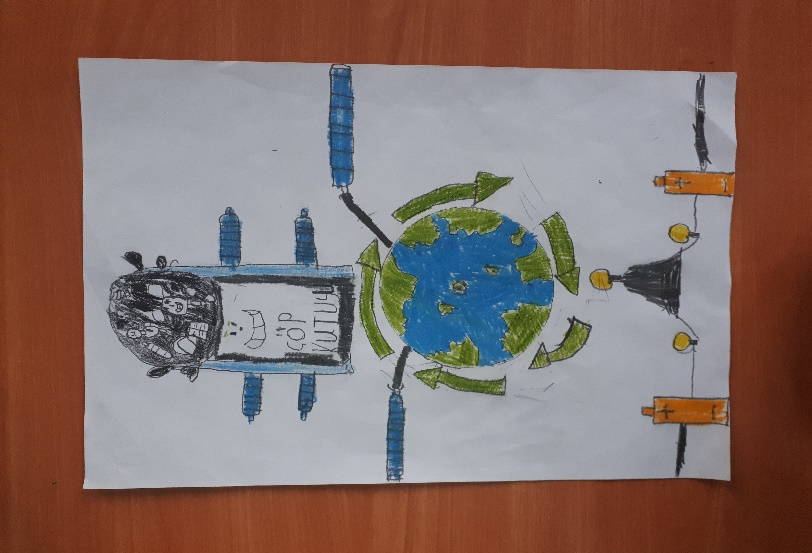 ÇÖP
KUTUSU
+ -
+ -